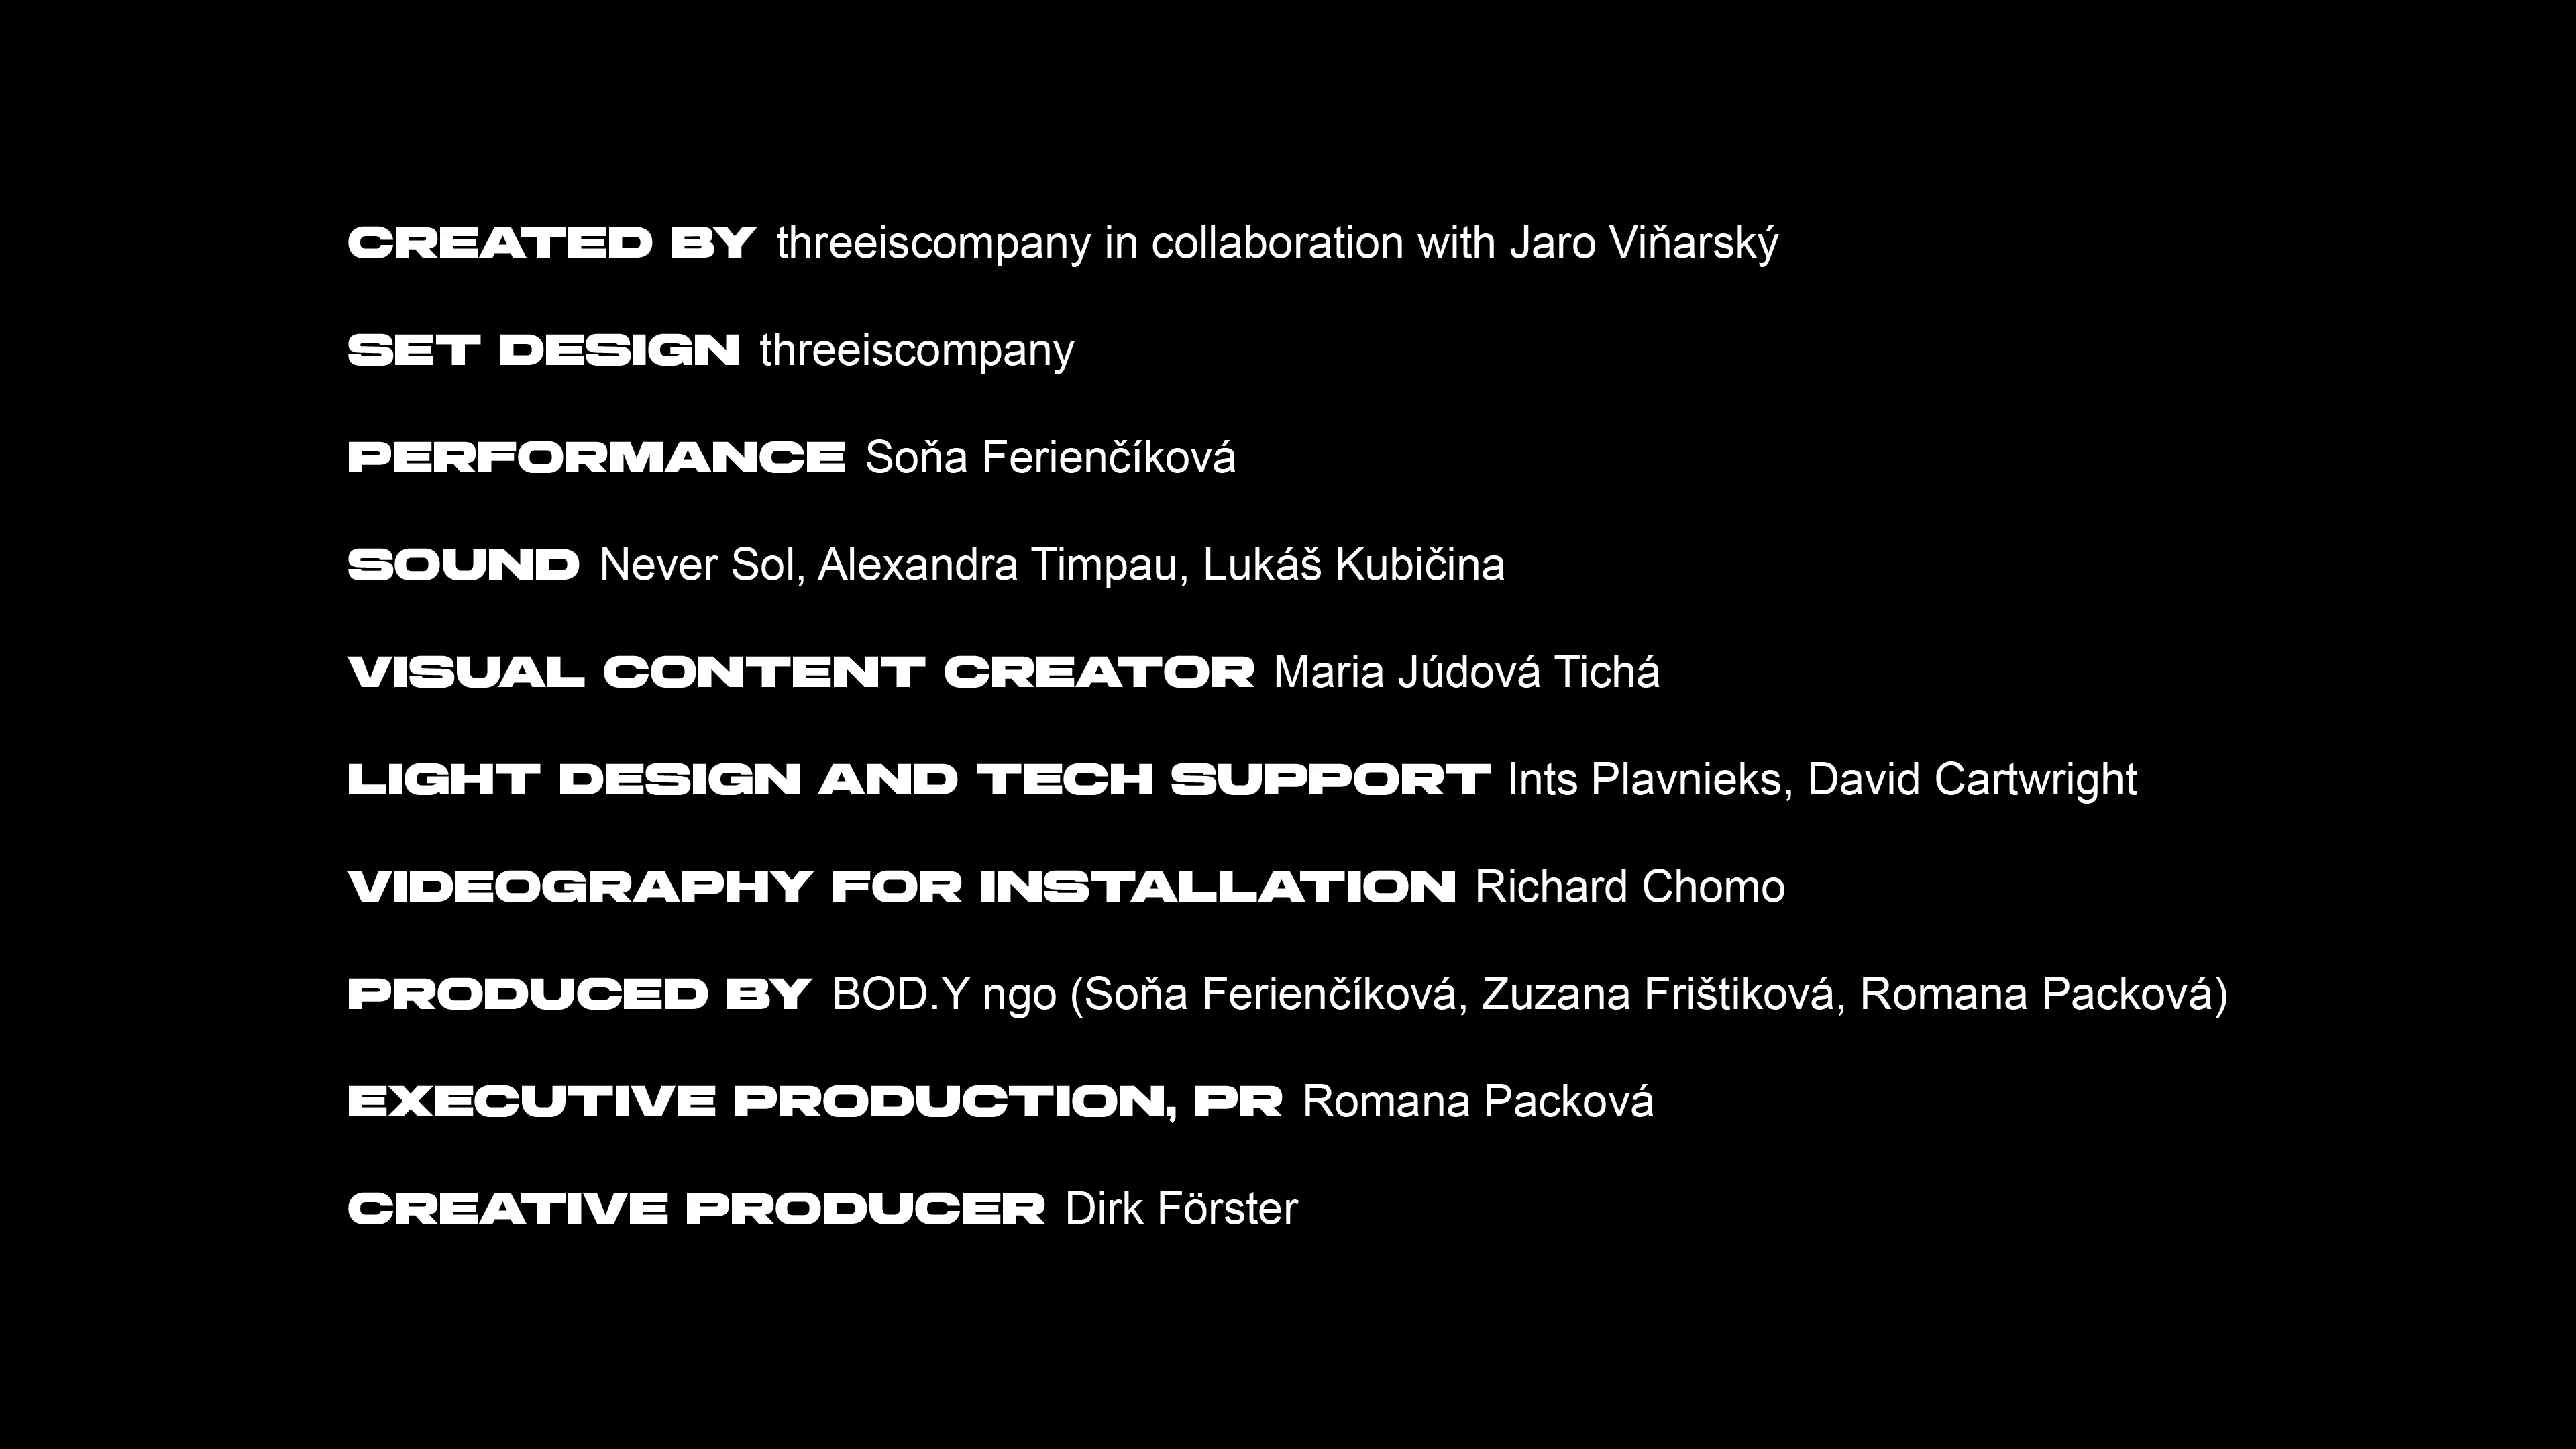 CREATED BY threeiscompany in collaboration with Jaro Viňarský
SET DESIGN threeiscompany
PERFORMANCE Soňa Ferienčíková
SOUND Never Sol, Alexandra Timpau, Lukáš Kubičina
VISUAL CONTENT CREATOR Maria Júdová Tichá
LIGHT DESIGN AND TECH SUPPORT Ints Plavnieks, David Cartwright
VIDEOGRAPHY FOR INSTALLATION Richard Chomo
PRODUCED BY BOD.Y ngo (Soňa Ferienčíková, Zuzana Frištiková, Romana Packová)
EXECUTIVE PRODUCTION, PR Romana Packová
CREATIVE PRODUCER Dirk Förster